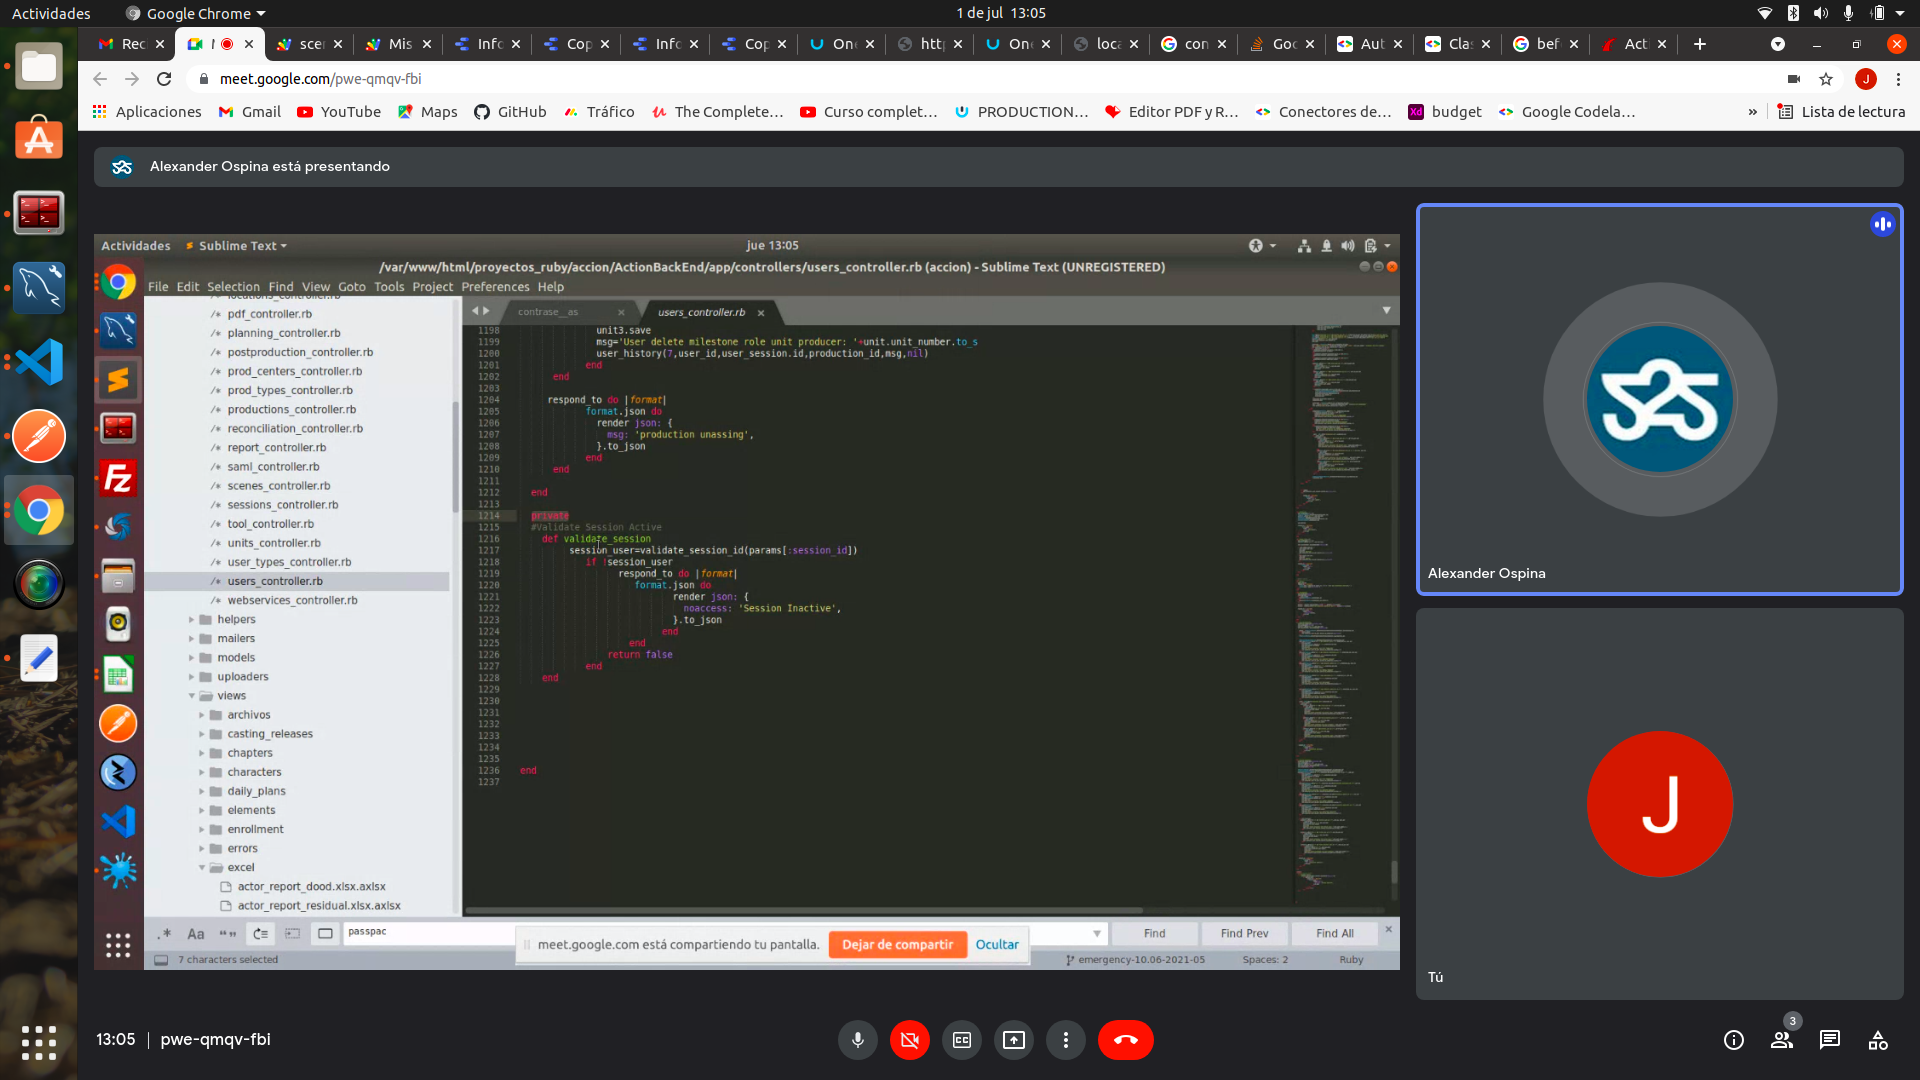 Actividades
Google Chrome
1 de jul 13:05
Rec
scer
Mis
Info
Cop
Info
Cop
One
http
One
loca
con
Goo
Aut
Clas
bef
Acti
meet.google.com/pwe-qmqv-fbi
J
Aplicaciones
Gmail
YouTube
Maps
GitHub
Tráfico
The Complete...
Curso complet...
PRODUCTION...
Editor PDF y R...
Conectores de...
Xd budget
Google Codela...
»
Lista de lectura
Alexander Ospina está presentando
Actividades
Sublime Text
jue 13:05
/var/www/html/proyectos_ruby/accion/ActionBackEnd/app/controllers/users_controller.rb (accion) - Sublime Text (UNREGISTERED)
File Edit Selection Find View Goto Tools Project Preferences Help
locations_controller.rb
/* pdf_controller.rb
/* planning_controller.rb
/* postproduction_controller.rb
/* prod_centers_controller.rb
/* prod_types_controller.rb
/* productions_controller.rb
/* reconciliation_controller.rb
/* report_controller.rb
/* saml_controller.rb
/* scenes_controller.rb
/* sessions_controller.rb
/* tool_controller.rb
/* units_controller.rb
/* user_types_controller.rb
/* users_controller.rb
/* webservices_controller.rb
helpers
mailers
models
uploaders
views
archivos
casting_releases
chapters
characters
daily_plans
elements
enrollment
errors
excel
actor_report_dood.xlsx.axlsx
actor_report_residual.xlsx.axlsx
contrase__as
users_controller.rb
1198 unit3.save
1199 msg='User delete milestone role unit producer: '+unit.unit_number.to_s
1200 user_history(7,user_id,user_session.id,production_id,msg,nil)
1201 end
1202 end
1203
1204 respond_to do |format|
1205 format.json do
1206 render json: {
1207 msg: 'production unassing',
1208 }.to_json
1209 end
1210 end
1211
1212 end
1213
1214 private
1215 #Validate Session Active
1216 def validate_session
1217 session_user=validate_session_id(params[:session_id])
1218 if !session_user
1219 respond_to do |format|
1220 format.json do
1221 render json: {
1222 noaccess: 'Session Inactive',
1223 }.to_json
1224 end
1225 end
1226 return false
1227 end
1228 end
1229
1230
1231
1232
1233
1234
1235
1236 end
1237
.* Aa “” passpac
Find
Find Prev
Find All
meet.google.com está compartiendo tu pantalla.
Dejar de compartir
Ocultar
7 characters selected
emergency-10.06-2021-05
Spaces: 2
Ruby
Alexander Ospina
J
Tú
13:05 | pwe-qmqv-fbi
3